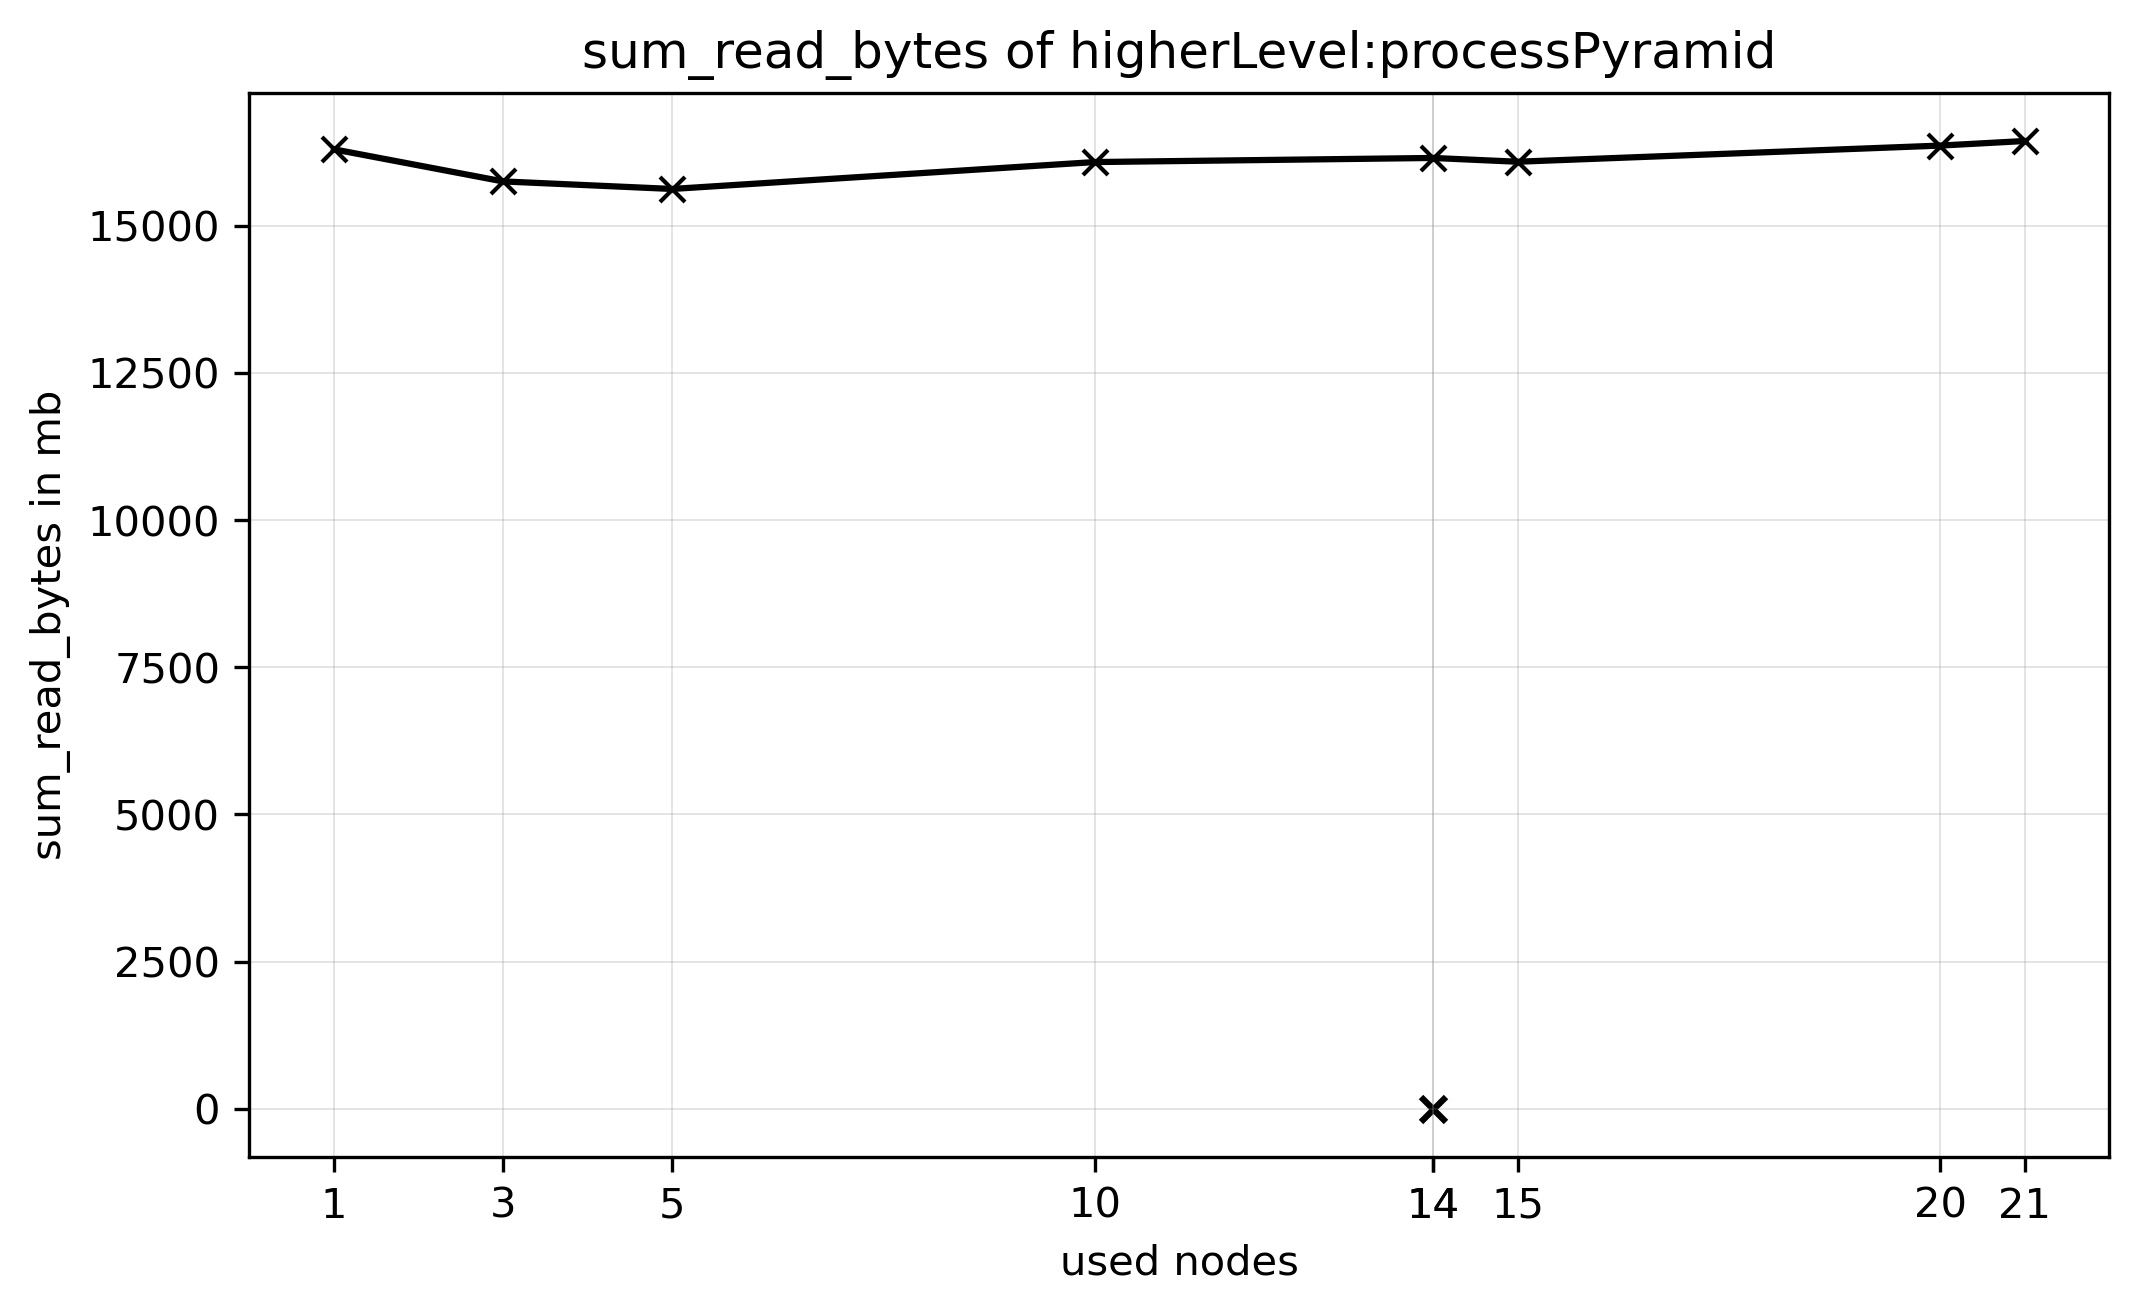 sum_read_bytes of higherLevel:processPyramid
sum_read_bytes in mb
15000
12500
10000
7500
5000
2500
0
1 3 5 10 14 15 20 21
used nodes